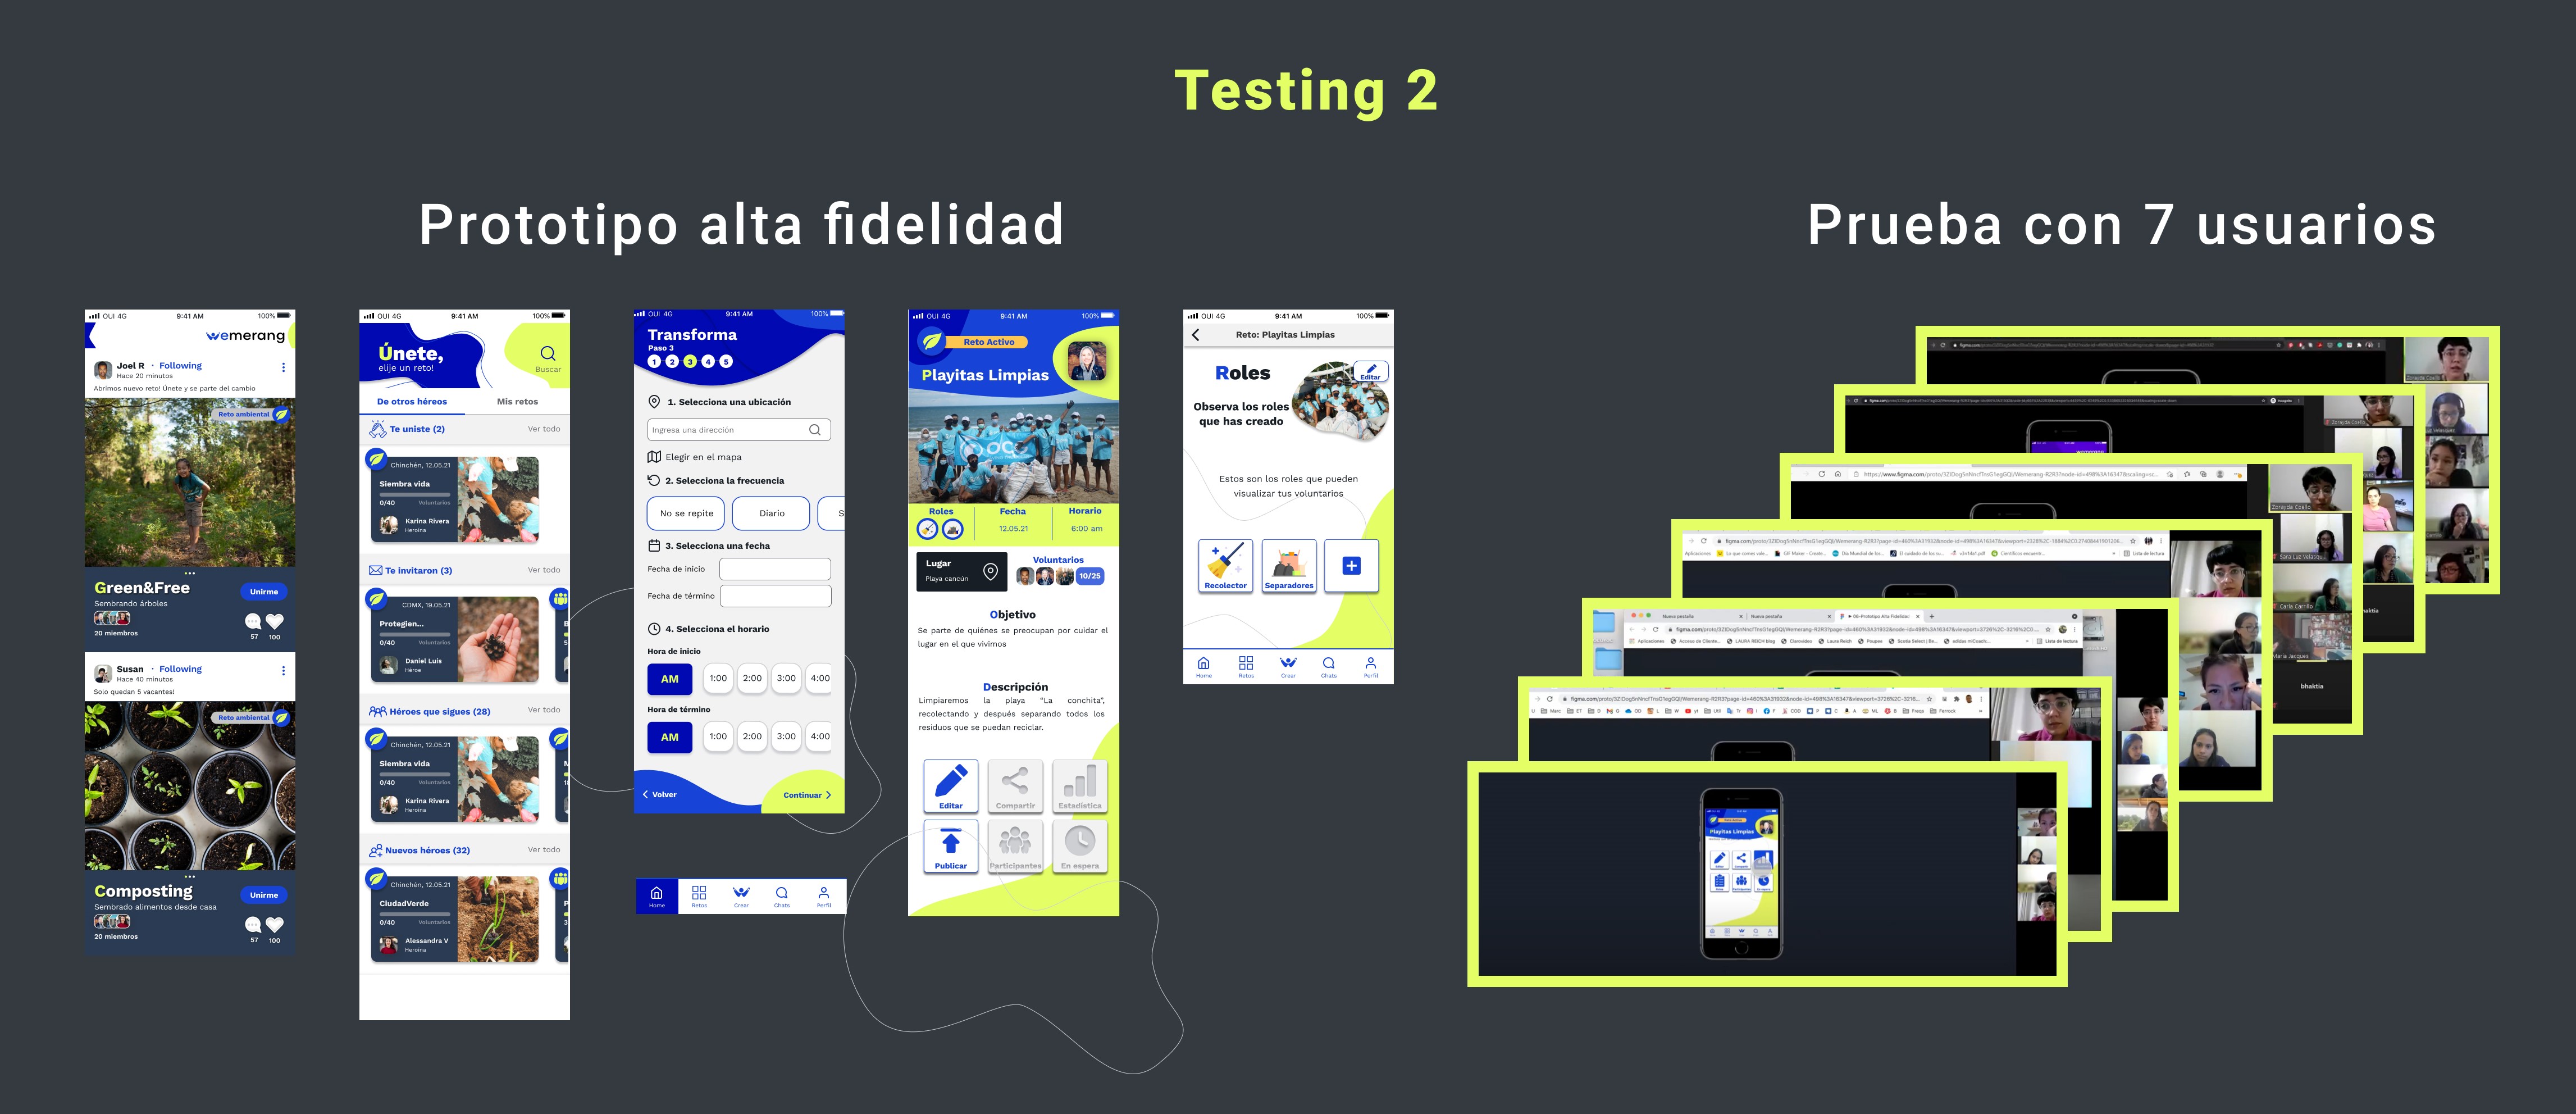 Testing 2
Prototipo alta fidelidad
Prueba con 7 usuarios
OUI 4G 9:41 AM 100%
wemerang
Joel R · Following
Hace 20 minutos
Abrimos nuevo reto! Únete y se parte del cambio
Reto ambiental
Green&Free
Unirme
Sembrando árboles
20 miembros
57 100
Susan · Following
Hace 40 minutos
Solo quedan 5 vacantes!
Reto ambiental
Composting
Unirme
Sembrado alimentos desde casa
20 miembros
57 100
OUI 4G 9:41 AM 100%
Únete,
elije un reto!
Buscar
De otros héreos Mis retos
Te uniste (2) Ver todo
Chinchén, 12.05.21
Siembra vida
0/40 Voluntarios
Karina Rivera
Heroina
Te invitaron (3) Ver todo
CDMX, 19.05.21
Protegien...
0/40 Voluntarios
Daniel Luis
Héroe
Héroes que sigues (28) Ver todo
Chinchén, 12.05.21
Siembra vida
0/40 Voluntarios
Karina Rivera
Heroina
Nuevos héroes (32) Ver todo
Chinchén, 12.05.21
CiudadVerde
0/40 Voluntarios
Alessandra V
Heroina
OUI 4G 9:41 AM 100%
Transforma
Paso 3
1 2 3 4 5
1. Selecciona una ubicación
Ingresa una dirección
Elegir en el mapa
2. Selecciona la frecuencia
No se repite Diario S
3. Selecciona una fecha
Fecha de inicio
Fecha de término
4. Selecciona el horario
Hora de inicio
AM 1:00 2:00 3:00 4:00
Hora de término
AM 1:00 2:00 3:00 4:00
Volver Continuar
Home Retos Crear Chats Perfil
OUI 4G 9:41 AM 100%
Reto Activo
Playitas Limpias
Roles Fecha Horario
12.05.21 6:00 am
Lugar
Playa cancún
Voluntarios
10/25
Objetivo
Se parte de quiénes se preocupan por cuidar el
lugar en el que vivimos
Descripción
Limpiaremos la playa “La conchita”,
recolectando y después separando todos los
residuos que se puedan reciclar.
Editar Compartir Estadística
Publicar Participantes En espera
OUI 4G 9:41 AM 100%
Reto: Playitas Limpias
Roles
Editar
Observa los roles
que has creado
Estos son los roles que pueden
visualizar tus voluntarios
Recolector Separadores
Home Retos Crear Chats Perfil
Zorayda Coello
Carla Carrillo
María Jacques
bhaktia
Playitas Limpias